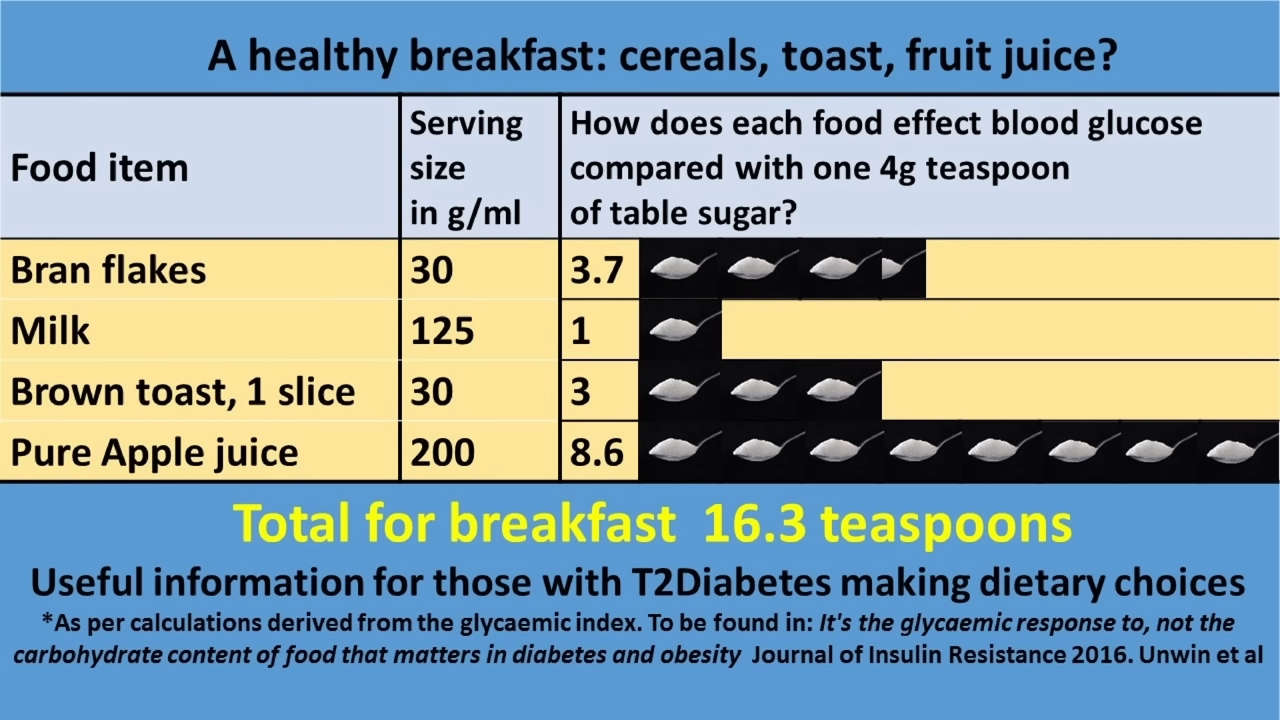 A healthy breakfast: cereals, toast, fruit juice?
Food item
Serving
size
in g/ml
How does each food effect blood glucose
compared with one 4g teaspoon
of table sugar?
Bran flakes 30 3.7
Milk 125 1
Brown toast, 1 slice 30 3
Pure Apple juice 200 8.6
Total for breakfast 16.3 teaspoons
Useful information for those with T2Diabetes making dietary choices
*As per calculations derived from the glycaemic index. To be found in: It's the glycaemic response to, not the
carbohydrate content of food that matters in diabetes and obesity Journal of Insulin Resistance 2016. Unwin et al